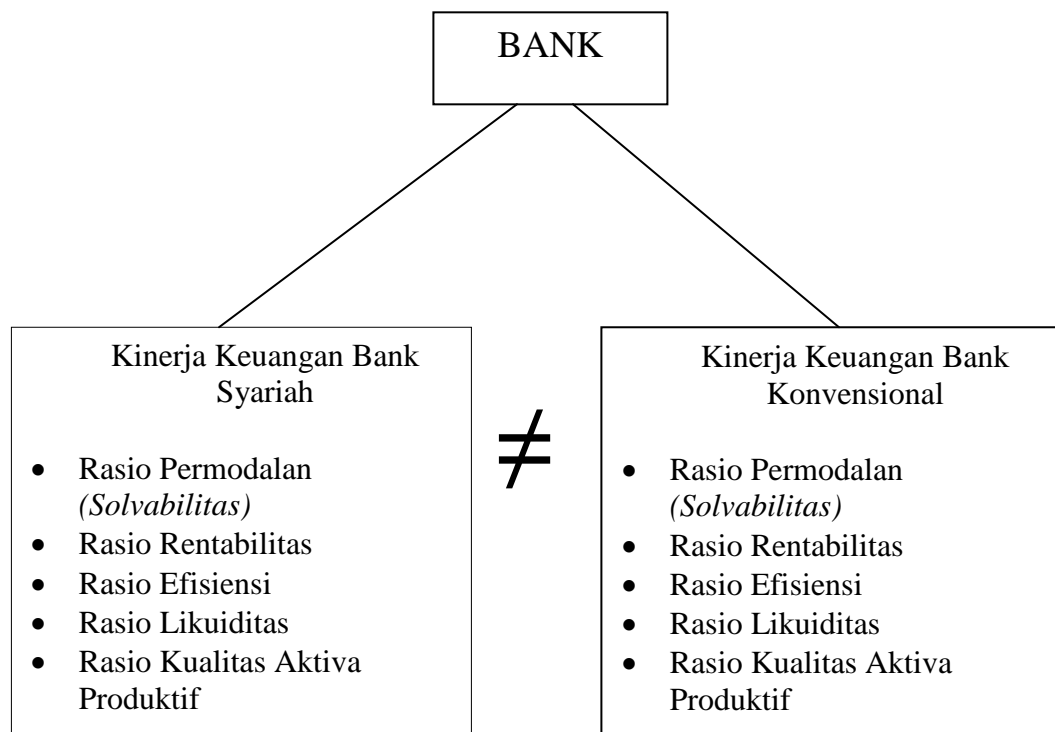 BANK
Kinerja Keuangan Bank
Syariah
• Rasio Permodalan
(Solvabilitas)
• Rasio Rentabilitas
• Rasio Efisiensi
• Rasio Likuiditas
• Rasio Kualitas Aktiva
Produktif
≠
Kinerja Keuangan Bank
Konvensional
• Rasio Permodalan
(Solvabilitas)
• Rasio Rentabilitas
• Rasio Efisiensi
• Rasio Likuiditas
• Rasio Kualitas Aktiva
Produktif